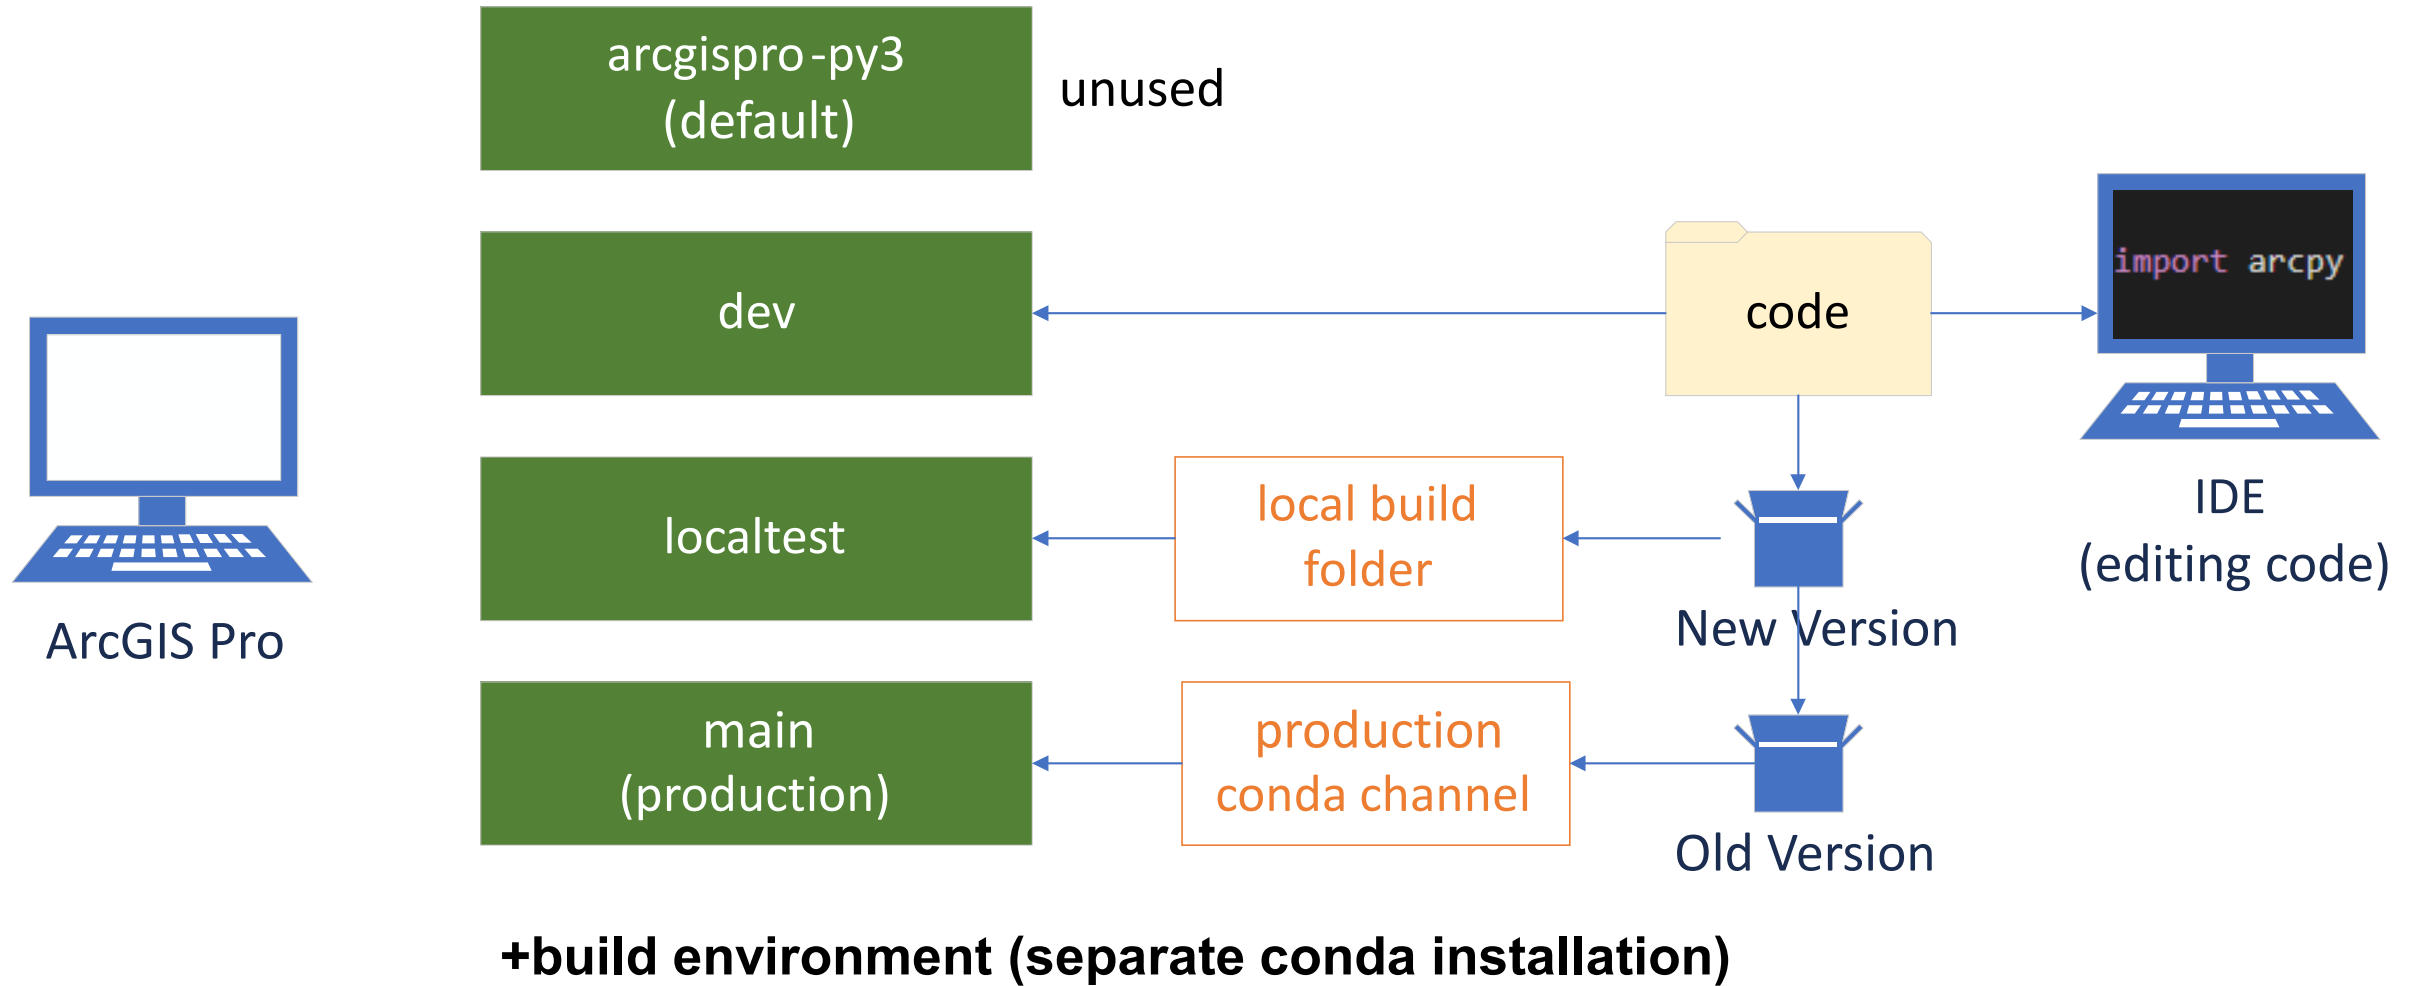 arcgispro-py3
(default)
unused
dev
code
import arcpy
localtest
local build
folder
New Version
IDE
(editing code)
ArcGIS Pro
main
(production)
production
conda channel
Old Version
+build environment (separate conda installation)